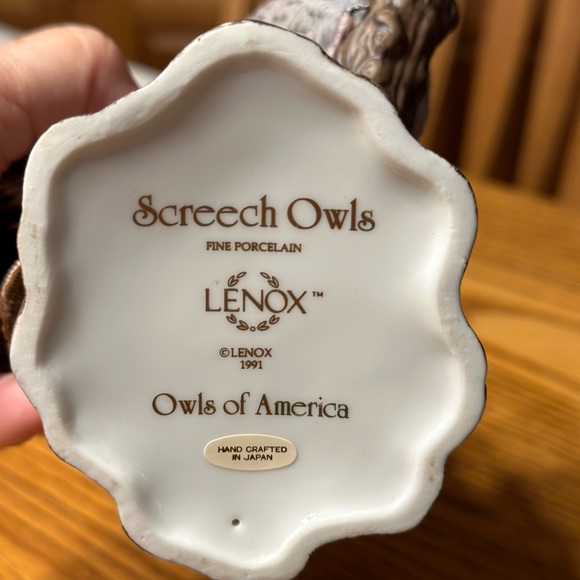 Screech Owls
FINE PORCELAIN
LENOX™
©LENOX
1991
Owls of America
HAND CRAFTED
IN JAPAN